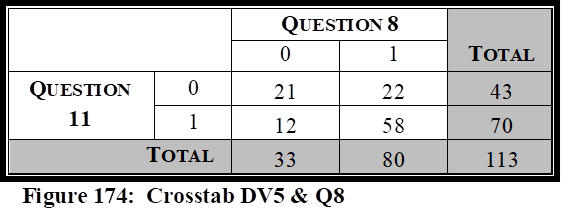 QUESTION 8
0 1 TOTAL
QUESTION 11 0 21 22 43
1 12 58 70
TOTAL 33 80 113
Figure 174: Crosstab DV5 & Q8